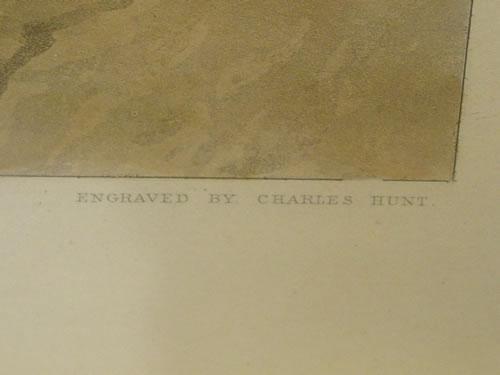 ENGRAVED BY CHARLES HUNT.